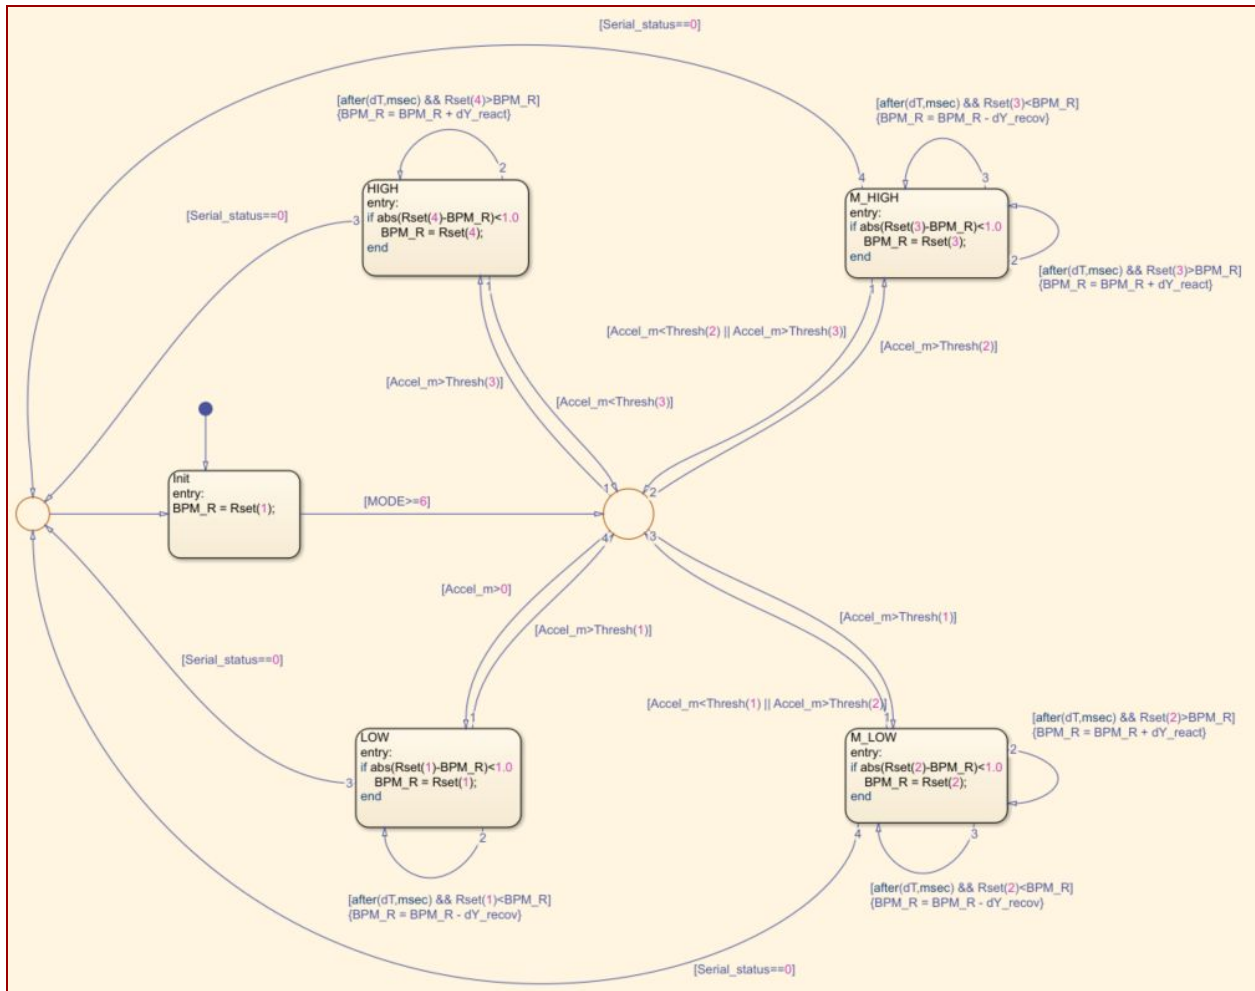 [Serial_status==0]
[after(dT,msec) && Rset(4)>BPM_R]
{BPM_R = BPM_R + dY_react}
2
HIGH
entry:
if abs(Rset(4)-BPM_R)<1.0
BPM_R = Rset(4);
end
3
[Serial_status==0]
1
[after(dT,msec) && Rset(3)<BPM_R]
{BPM_R = BPM_R - dY_recov}
3
4
M_HIGH
entry:
if abs(Rset(3)-BPM_R)<1.0
BPM_R = Rset(3);
end
2
[after(dT,msec) && Rset(3)>BPM_R]
{BPM_R = BPM_R + dY_react}
1
[Accel_m<Thresh(2) || Accel_m>Thresh(3)]
[Accel_m>Thresh(2)]
[Accel_m>Thresh(3)]
[Accel_m<Thresh(3)]
Init
entry:
BPM_R = Rset(1);
[MODE>=6]
1
2
4
3
[Accel_m>0]
[Accel_m>Thresh(1)]
[Accel_m>Thresh(1)]
[Serial_status==0]
[Accel_m<Thresh(1) || Accel_m>Thresh(2)]
1
LOW
entry:
if abs(Rset(1)-BPM_R)<1.0
BPM_R = Rset(1);
end
3
2
[after(dT,msec) && Rset(1)<BPM_R]
{BPM_R = BPM_R - dY_recov}
1
M_LOW
entry:
if abs(Rset(2)-BPM_R)<1.0
BPM_R = Rset(2);
end
2
[after(dT,msec) && Rset(2)>BPM_R]
{BPM_R = BPM_R + dY_react}
4
3
[after(dT,msec) && Rset(2)<BPM_R]
{BPM_R = BPM_R - dY_recov}
[Serial_status==0]